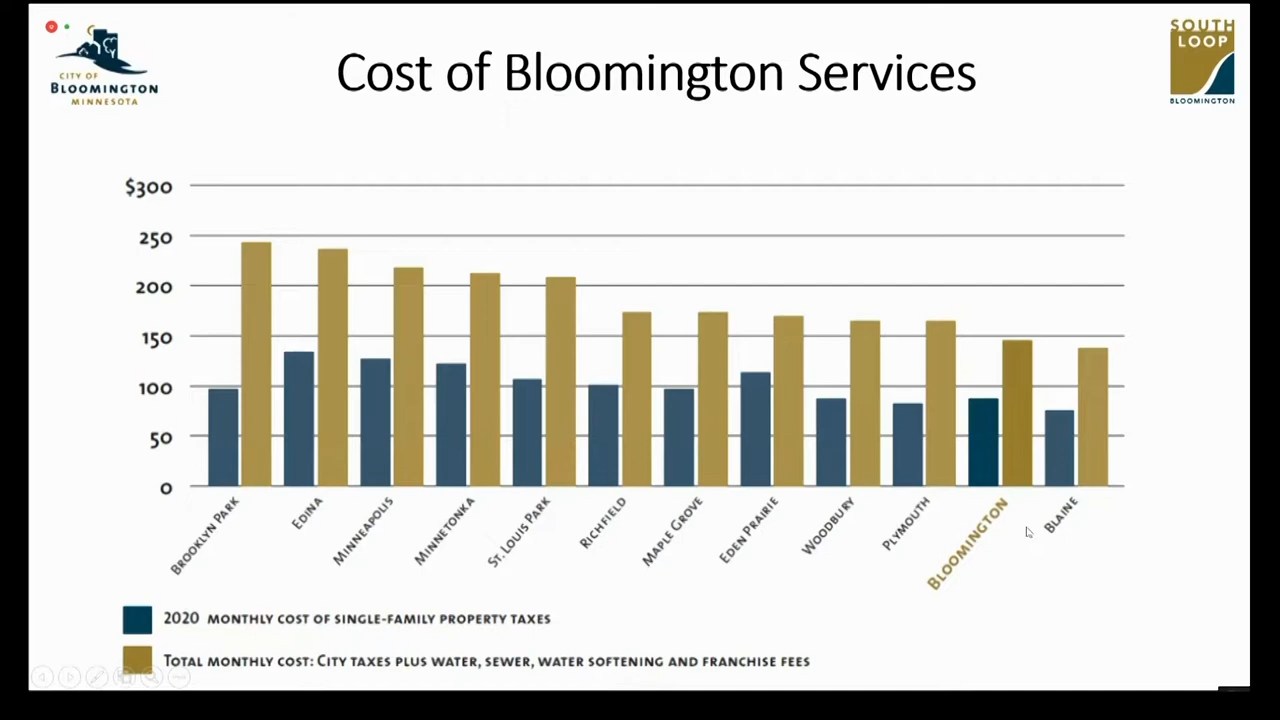 CITY OF
BLOOMINGTON
MINNESOTA
Cost of Bloomington Services
SOUTH
LOOP
BLOOMINGTON
$300
250
200
150
100
50
0
BROOKLYN PARK
EDINA
MINNEAPOLIS
MINNETONKA
ST. LOUIS PARK
RICHFIELD
MAPLE GROVE
EDEN PRAIRIE
WOODBURY
PLYMOUTH
BLOOMINGTON
BLAINE
2020 MONTHLY COST OF SINGLE-FAMILY PROPERTY TAXES
TOTAL MONTHLY COST: CITY TAXES PLUS WATER, SEWER, WATER SOFTENING AND FRANCHISE FEES